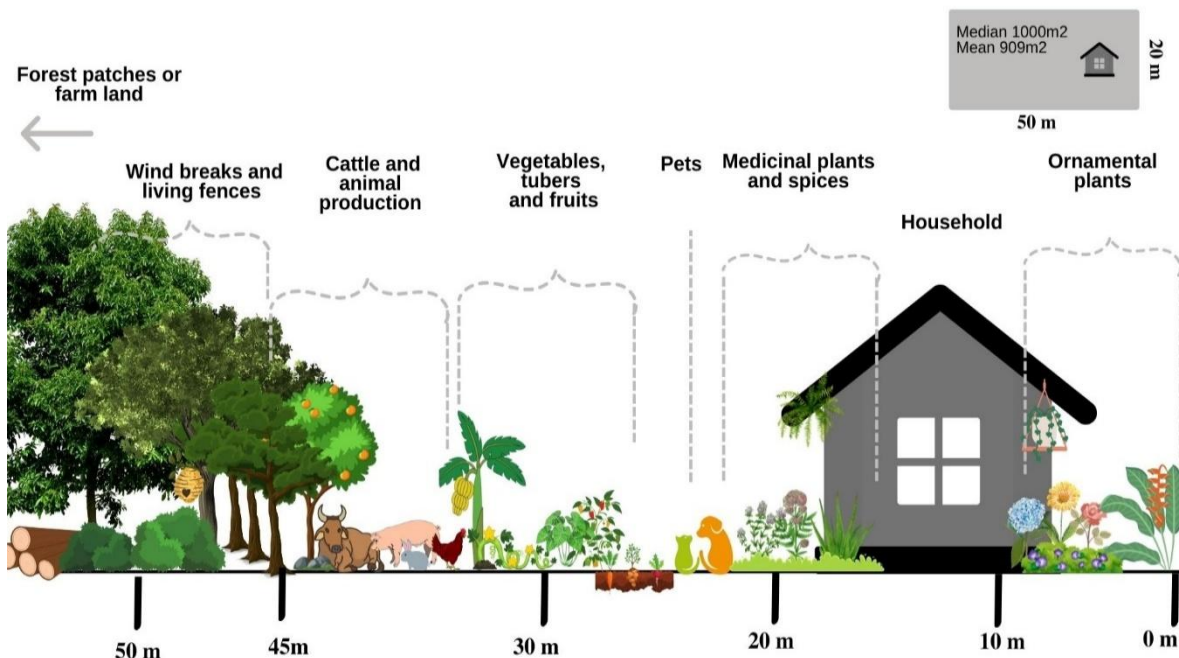 Median 1000m2
Mean 909m2
20 m
50 m
Forest patches or
farm land
Wind breaks and
living fences
Cattle and
animal
production
Vegetables,
tubers
and fruits
Pets
Medicinal plants
and spices
Household
Ornamental
plants
50 m
45m
30 m
20 m
10 m
0 m